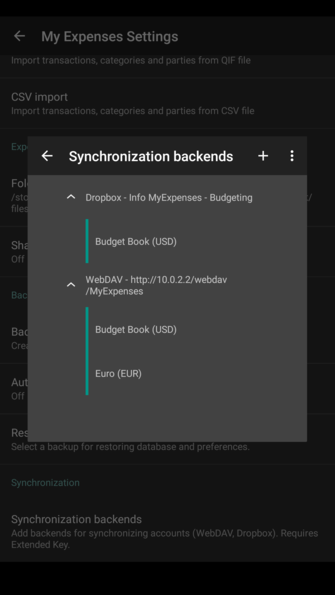 My Expenses Settings
Import transactions, categories and parties from QIF file
CSV import
Import transactions, categories and parties from CSV file
Exp
Synchronization backends
Fol
/sto
files
Dropbox - Info MyExpenses - Budgeting
Budget Book (USD)
Sha
Off
WebDAV - http://10.0.2.2/webdav
/MyExpenses
Bac
Budget Book (USD)
Bac
Crea
Euro (EUR)
Aut
Off
Res
Select a backup for restoring database and preferences.
Synchronization
Synchronization backends
Add backends for synchronizing accounts (WebDAV, Dropbox). Requires
Extended Key.